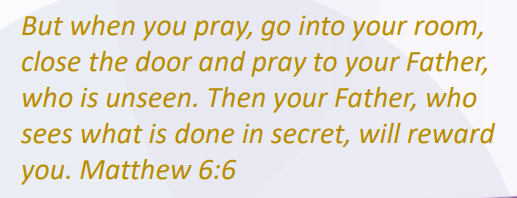 But when you pray, go into your room,
close the door and pray to your Father,
who is unseen. Then your Father, who
sees what is done in secret, will reward
you. Matthew 6:6